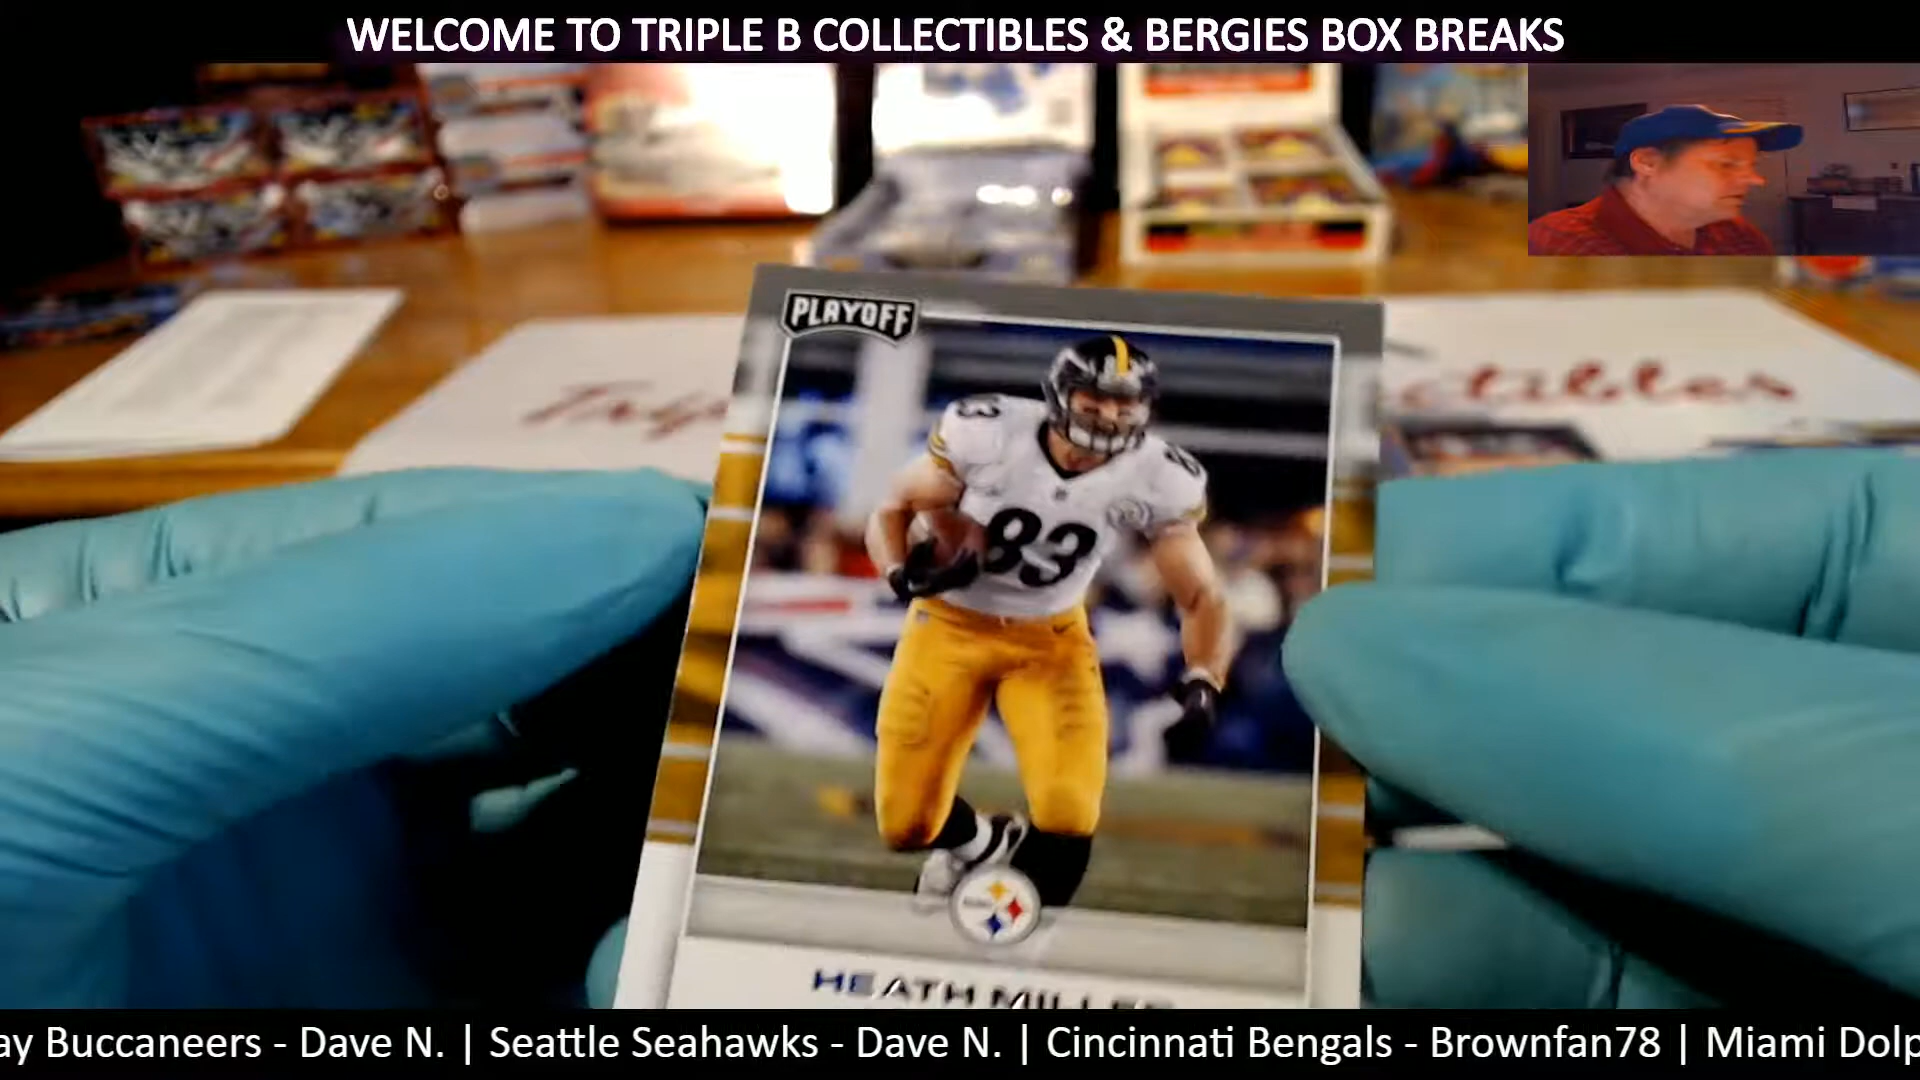 WELCOME TO TRIPLE B COLLECTIBLES & BERGIES BOX BREAKS
PLAYOFF
83
83
HEATH MILLER
ay Buccaneers - Dave N. | Seattle Seahawks - Dave N. | Cincinnati Bengals - Brownfan78 | Miami Dolp